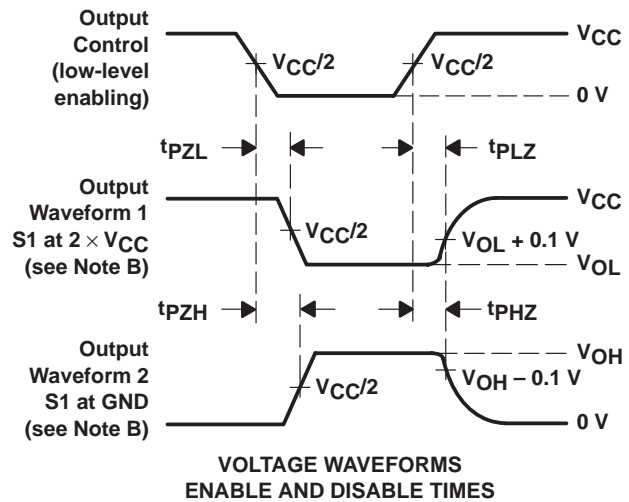 Output
Control
(low-level
enabling)
VCC
VCC/2
VCC/2
0 V
tPZL
tPLZ
Output
Waveform 1
S1 at 2 × VCC
(see Note B)
VCC
VCC/2
VOL + 0.1 V
VOL
tPZH
tPHZ
Output
Waveform 2
S1 at GND
(see Note B)
VOH
VCC/2
VOH – 0.1 V
0 V
VOLTAGE WAVEFORMS
ENABLE AND DISABLE TIMES